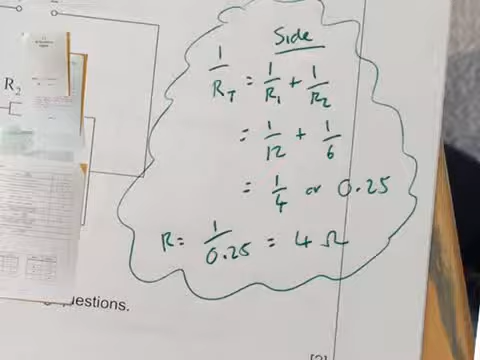 Side
1/R_T = 1/R_1 + 1/R_2
= 1/12 + 1/6
= 1/4 or 0.25
R = 1/0.25 = 4 Ω
R_2